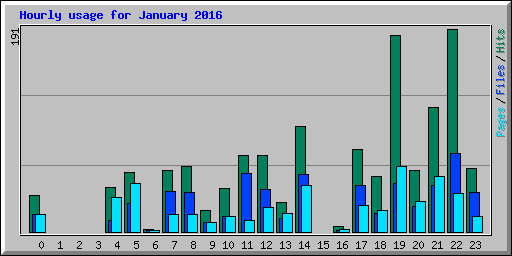 Hourly usage for January 2016
191
Pages/Files/Hits
0 1 2 3 4 5 6 7 8 9 10 11 12 13 14 15 16 17 18 19 20 21 22 23